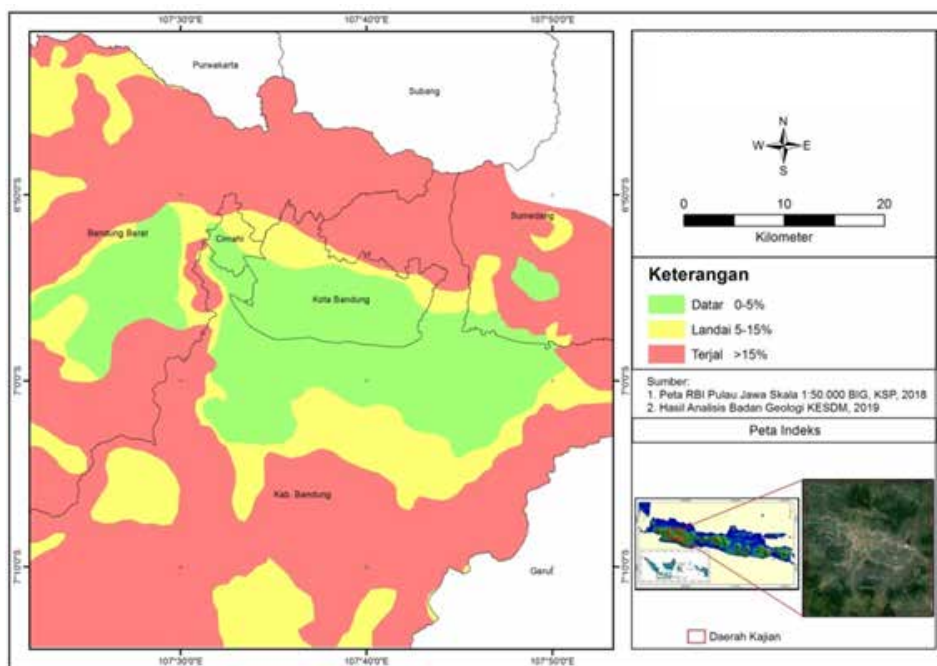 107°30'0"E 107°40'0"E 107°50'0"E
Purwakarta
Subang
6°50'0"S
Bandung Barat
Cimahi
Sumedang
Kota Bandung
7°0'0"S
Kab. Bandung
7°10'0"S
Garut
107°30'0"E 107°40'0"E 107°50'0"E
N
W E
S
0 10 20
Kilometer
Keterangan
Datar 0-5%
Landai 5-15%
Terjal >15%
Sumber:
1. Peta RBI Pulau Jawa Skala 1:50.000 BIG, KSP, 2018
2. Hasil Analisis Badan Geologi KESDM, 2019
Peta Indeks
Daerah Kajian